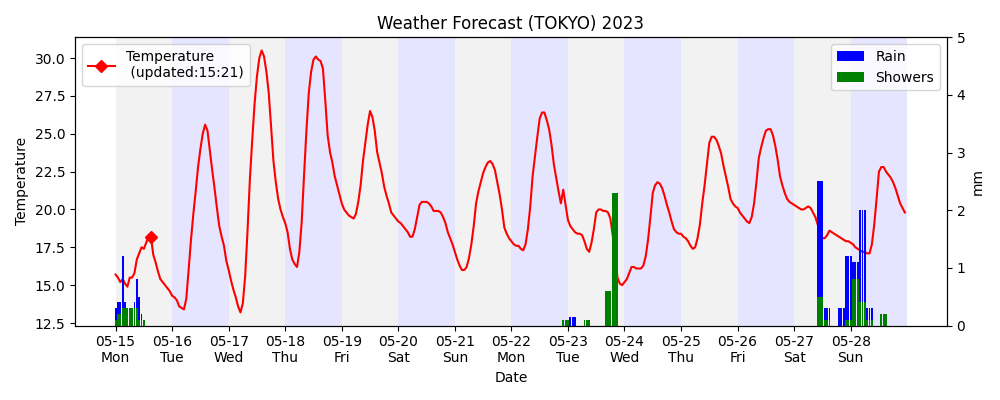 Weather Forecast (TOKYO) 2023
Temperature
(updated:15:21)
Rain
Showers
30.0
27.5
25.0
22.5
20.0
17.5
15.0
12.5
Temperature
5
4
3
2
1
0
mm
05-15 05-16 05-17 05-18 05-19 05-20 05-21 05-22 05-23 05-24 05-25 05-26 05-27 05-28
Mon Tue Wed Thu Fri Sat Sun Mon Tue Wed Thu Fri Sat Sun
Date